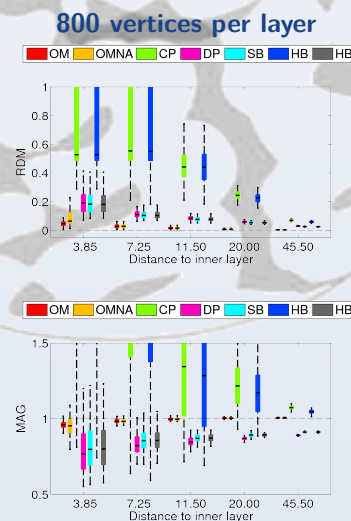 800 vertices per layer
OM OMNA CP DP SB HB HB
1
0.8
0.6
0.4
0.2
0
RDM
3.85 7.25 11.50 20.00 45.50
Distance to inner layer
OM OMNA CP DP SB HB HB
1.5
1
0.5
MAG
3.85 7.25 11.50 20.00 45.50
Distance to inner layer